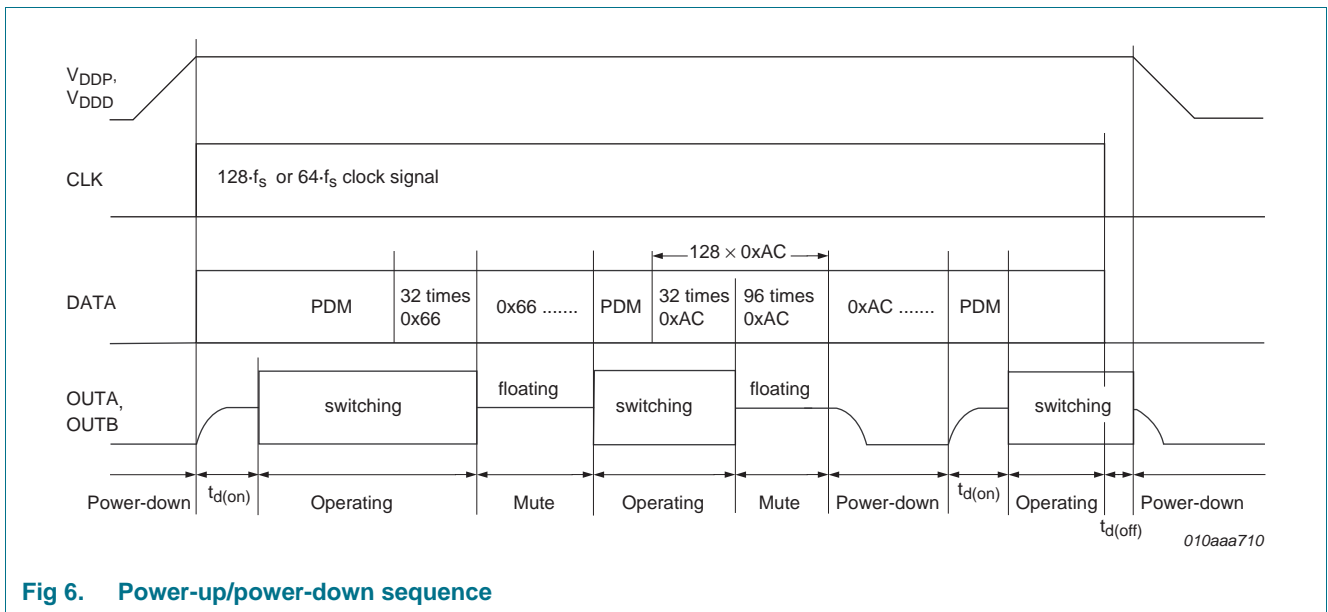 VDDP,
VDDD
CLK
128·fs or 64·fs clock signal
128 × 0xAC
DATA
PDM
32 times
0x66
0x66 .......
PDM
32 times
0xAC
96 times
0xAC
0xAC .......
PDM
OUTA,
OUTB
switching
floating
switching
floating
switching
Power-down
td(on)
Operating
Mute
Operating
Mute
Power-down
td(on)
Operating
td(off)
Power-down
010aaa710
Fig 6. Power-up/power-down sequence